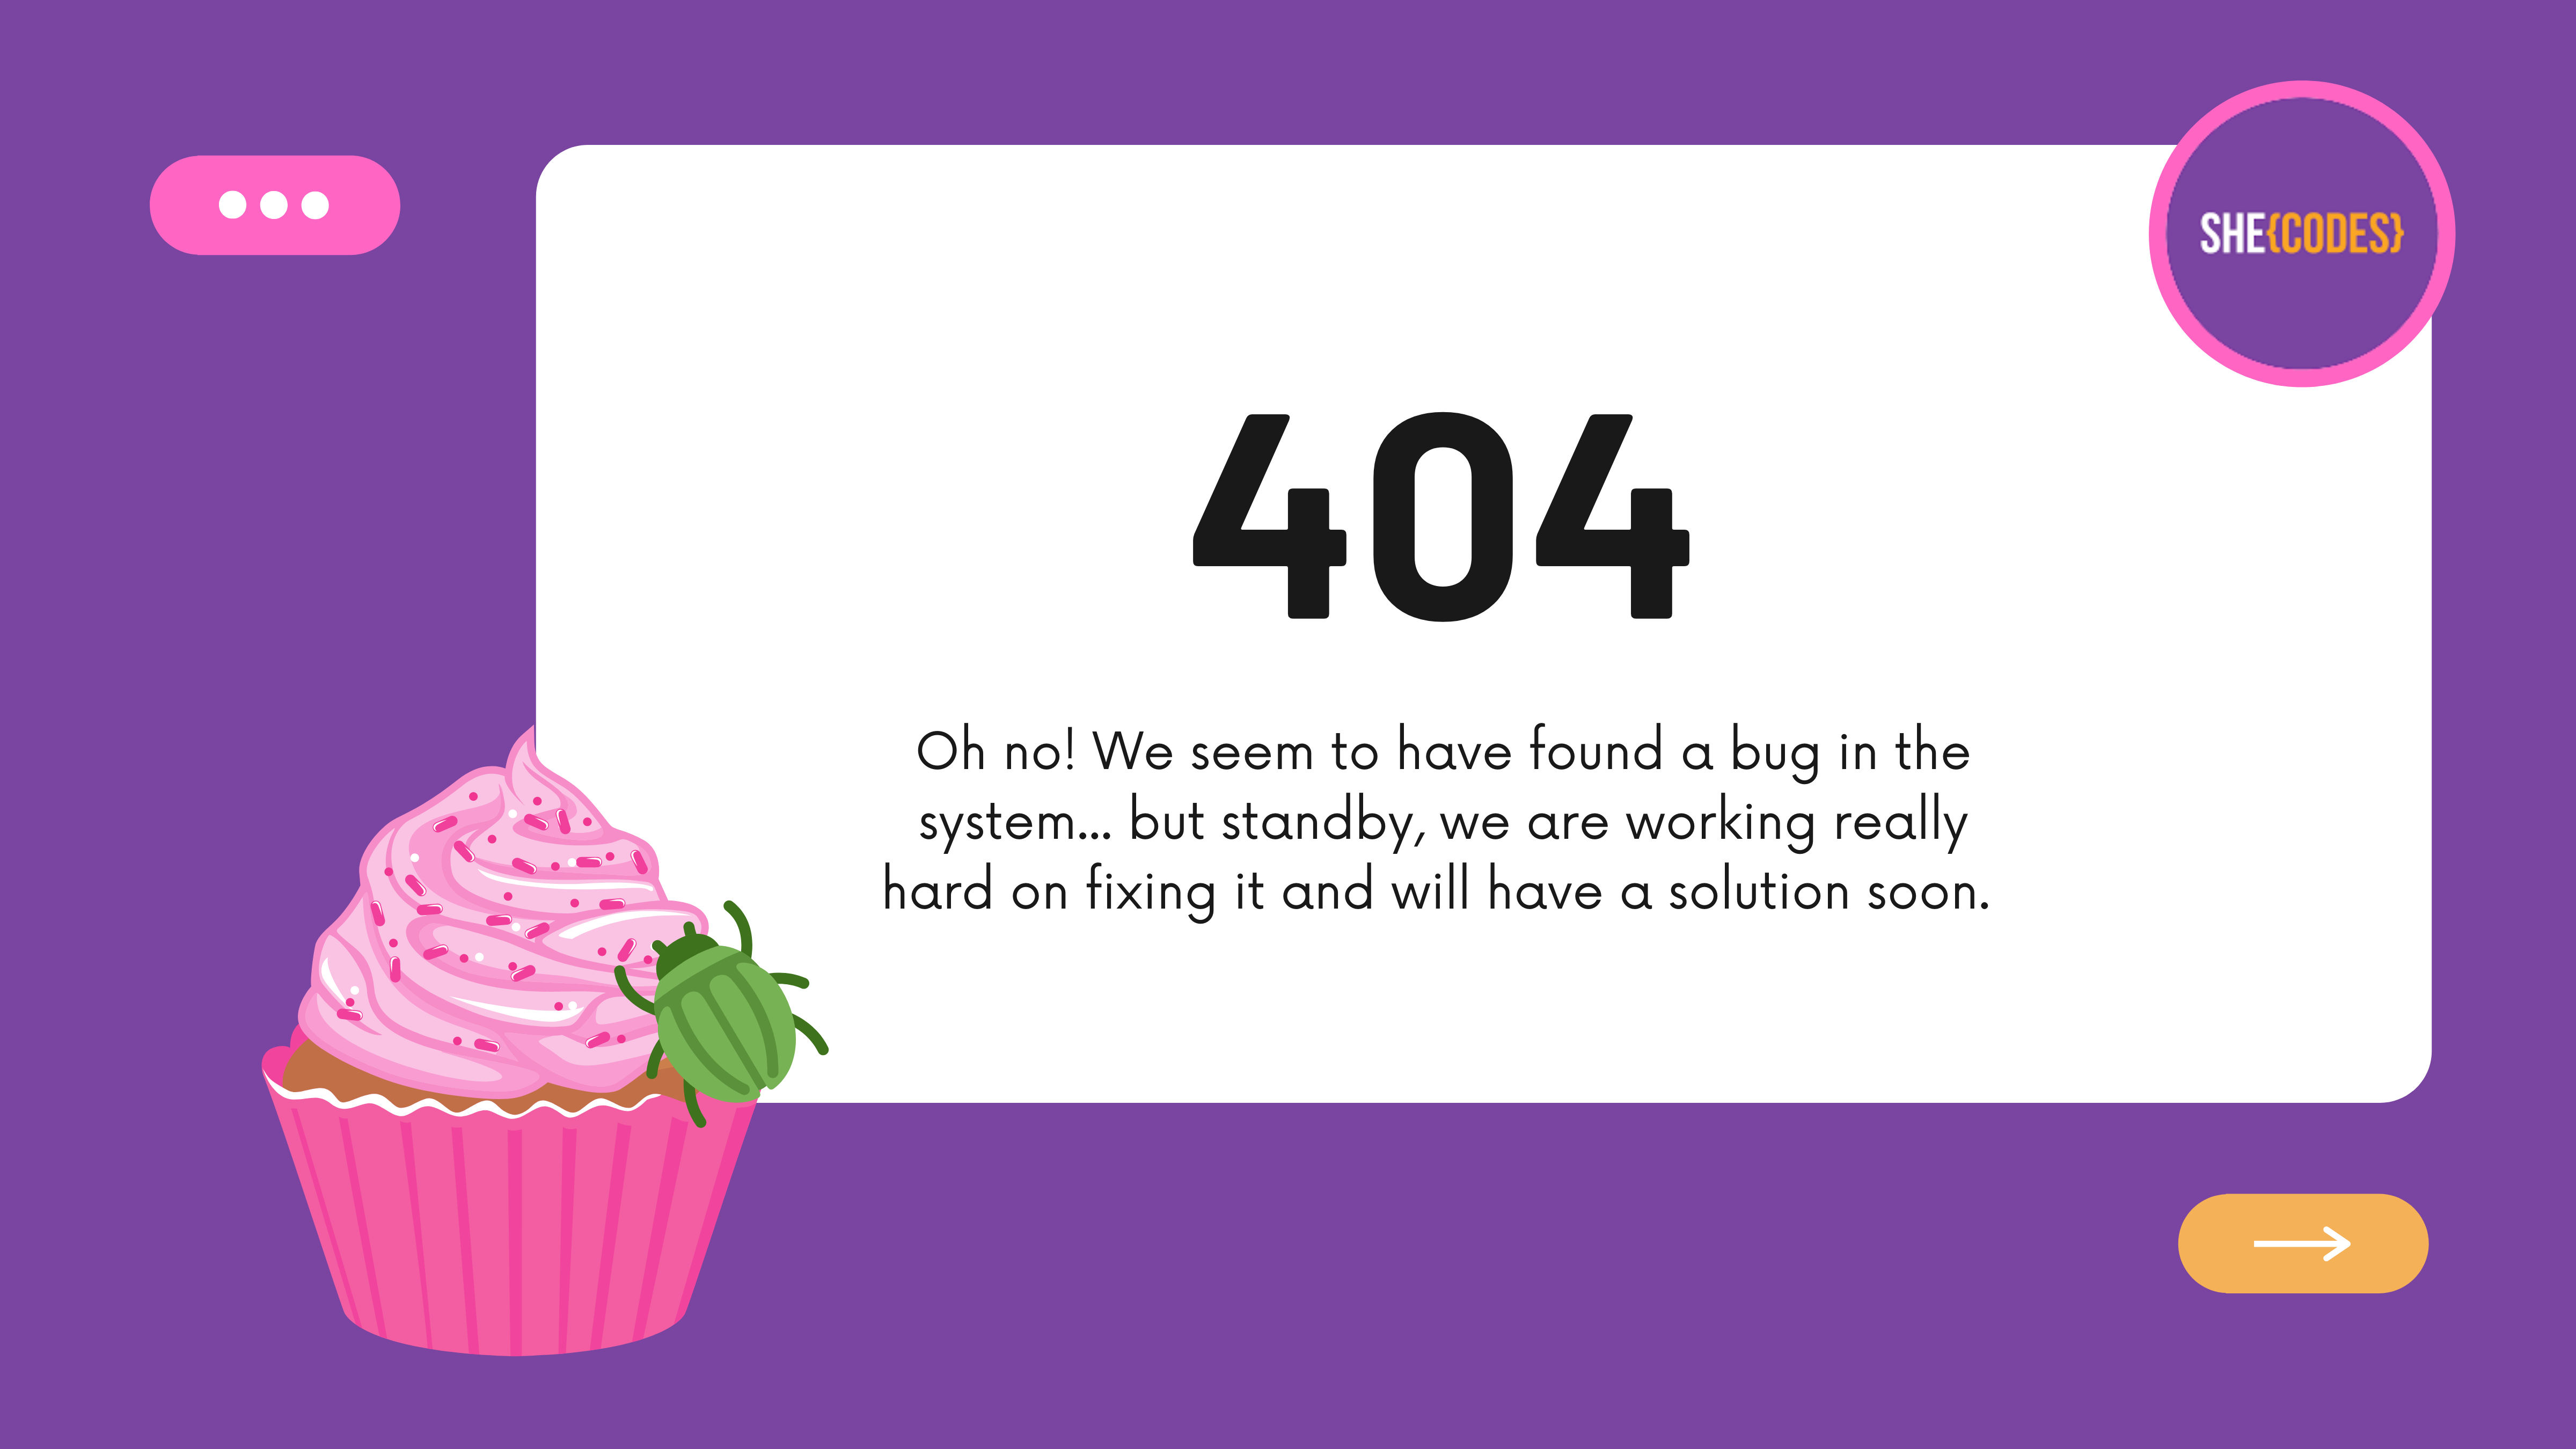 SHE{CODES}
404
Oh no! We seem to have found a bug in the
system... but standby, we are working really
hard on fixing it and will have a solution soon.